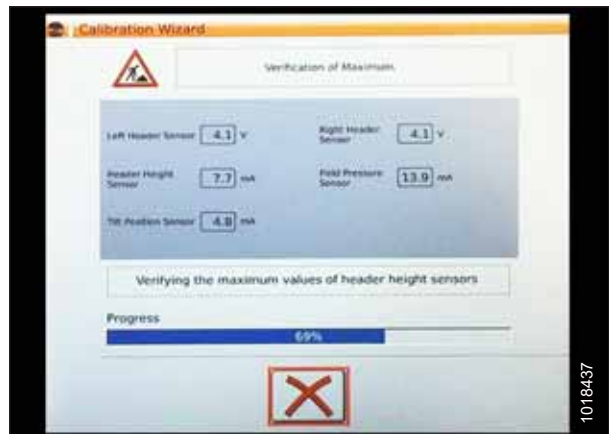 Calibration Wizard
Verification of Maximum
Left Header Sensor 4.1 V
Right Header
Sensor 4.1 V
Header Height
Sensor 7.7 mA
Field Pressure
Sensor 13.9 mA
Tilt Position Sensor 4.8 mA
Verifying the maximum values of header height sensors
Progress
69%
1018437